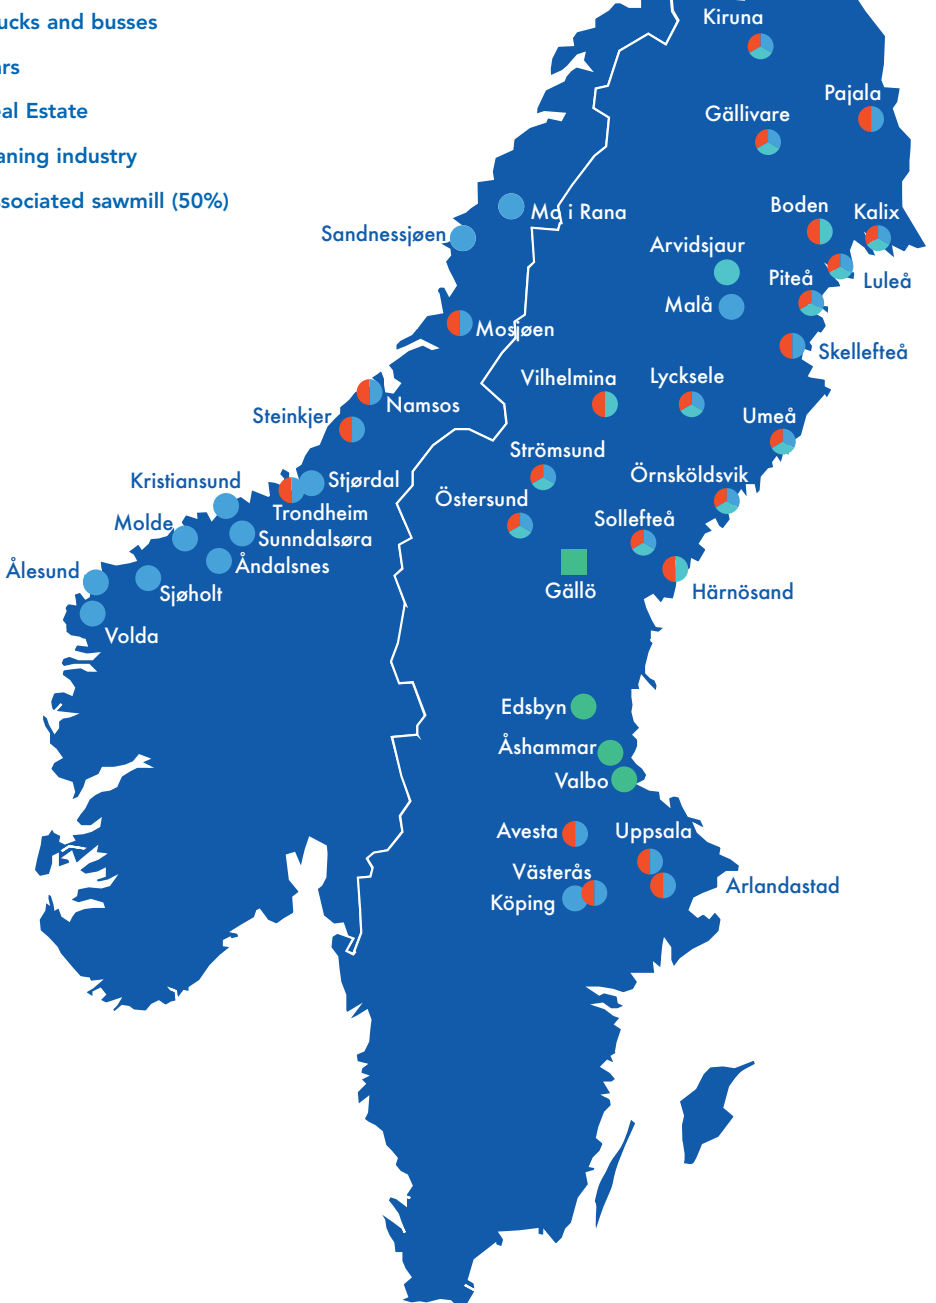 ucks and busses
ars
al Estate
aning industry
ssociated sawmill (50%)
Kiruna
Pajala
Gällivare
Boden
Kalix
Mo i Rana
Sandnessjøen
Arvidsjaur
Luleå
Piteå
Malå
Mosjøen
Skellefteå
Vilhelmina
Lycksele
Namsos
Steinkjer
Umeå
Strömsund
Kristiansund
Stjørdal
Örnsköldsvik
Östersund
Trondheim
Molde
Sollefteå
Sunndalsøra
Åndalsnes
Ålesund
Sjøholt
Gällö
Härnösand
Volda
Edsbyn
Åshammar
Valbo
Avesta
Uppsala
Västerås
Arlandastad
Köping